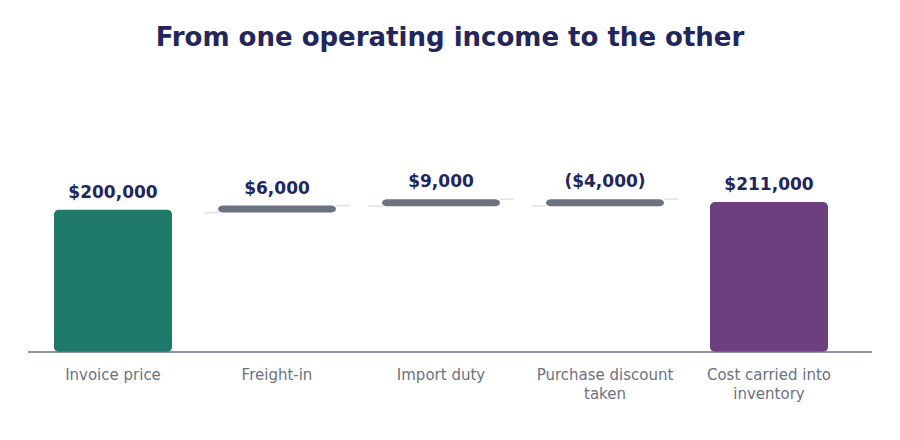 From one operating income to the other
$200,000
$6,000
$9,000
($4,000)
$211,000
Invoice price
Freight-in
Import duty
Purchase discount
taken
Cost carried into
inventory